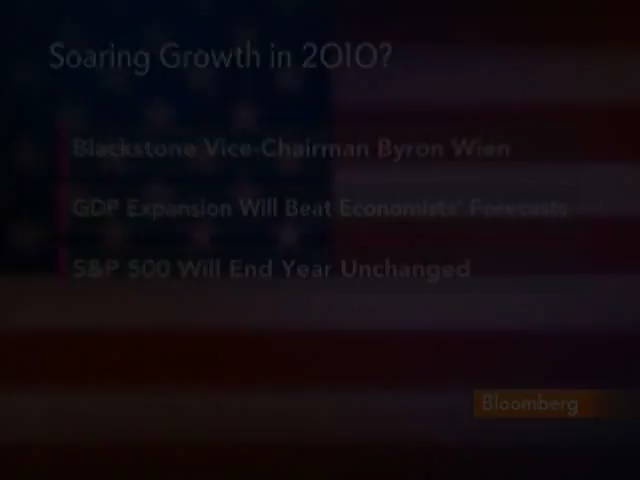 Soaring Growth in 2010?
Blackstone Vice-Chairman Byron Wien
GDP Expansion Will Beat Economists' Forecasts
S&P 500 Will End Year Unchanged
Bloomberg